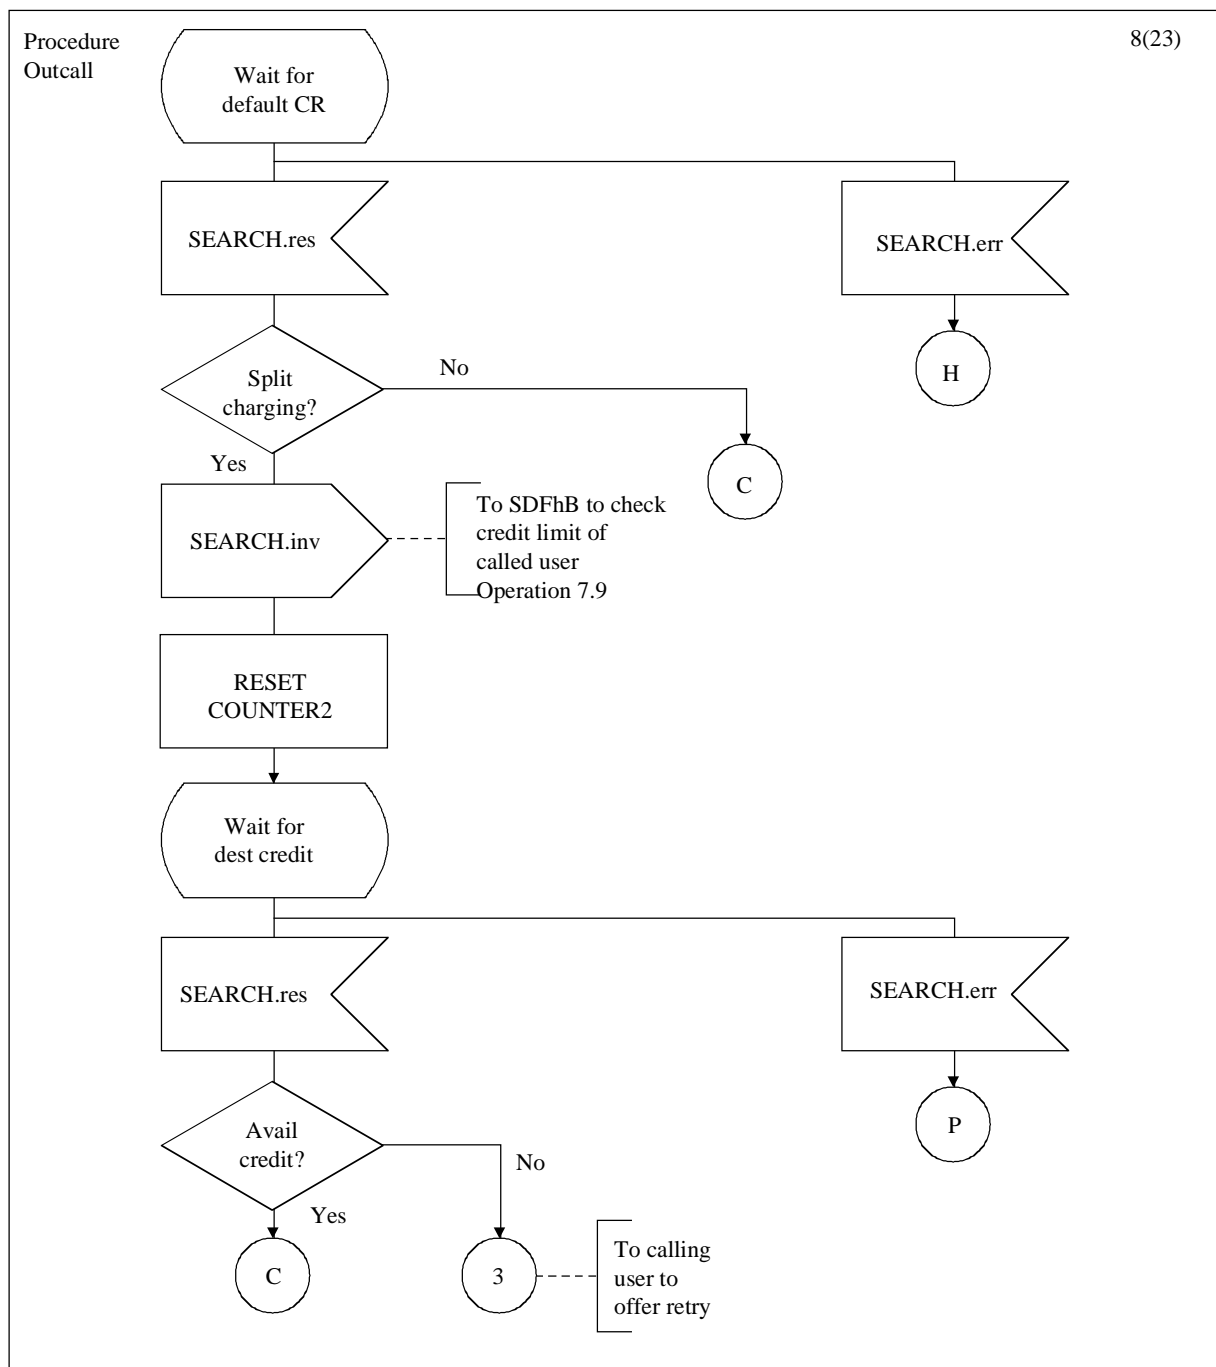 Procedure
Outcall
8(23)
Wait for
default CR
SEARCH.res
SEARCH.err
H
Split
charging?
No
C
Yes
SEARCH.inv
To SDFhB to check
credit limit of
called user
Operation 7.9
RESET
COUNTER2
Wait for
dest credit
SEARCH.res
SEARCH.err
P
Avail
credit?
No
Yes
C
3
To calling
user to
offer retry